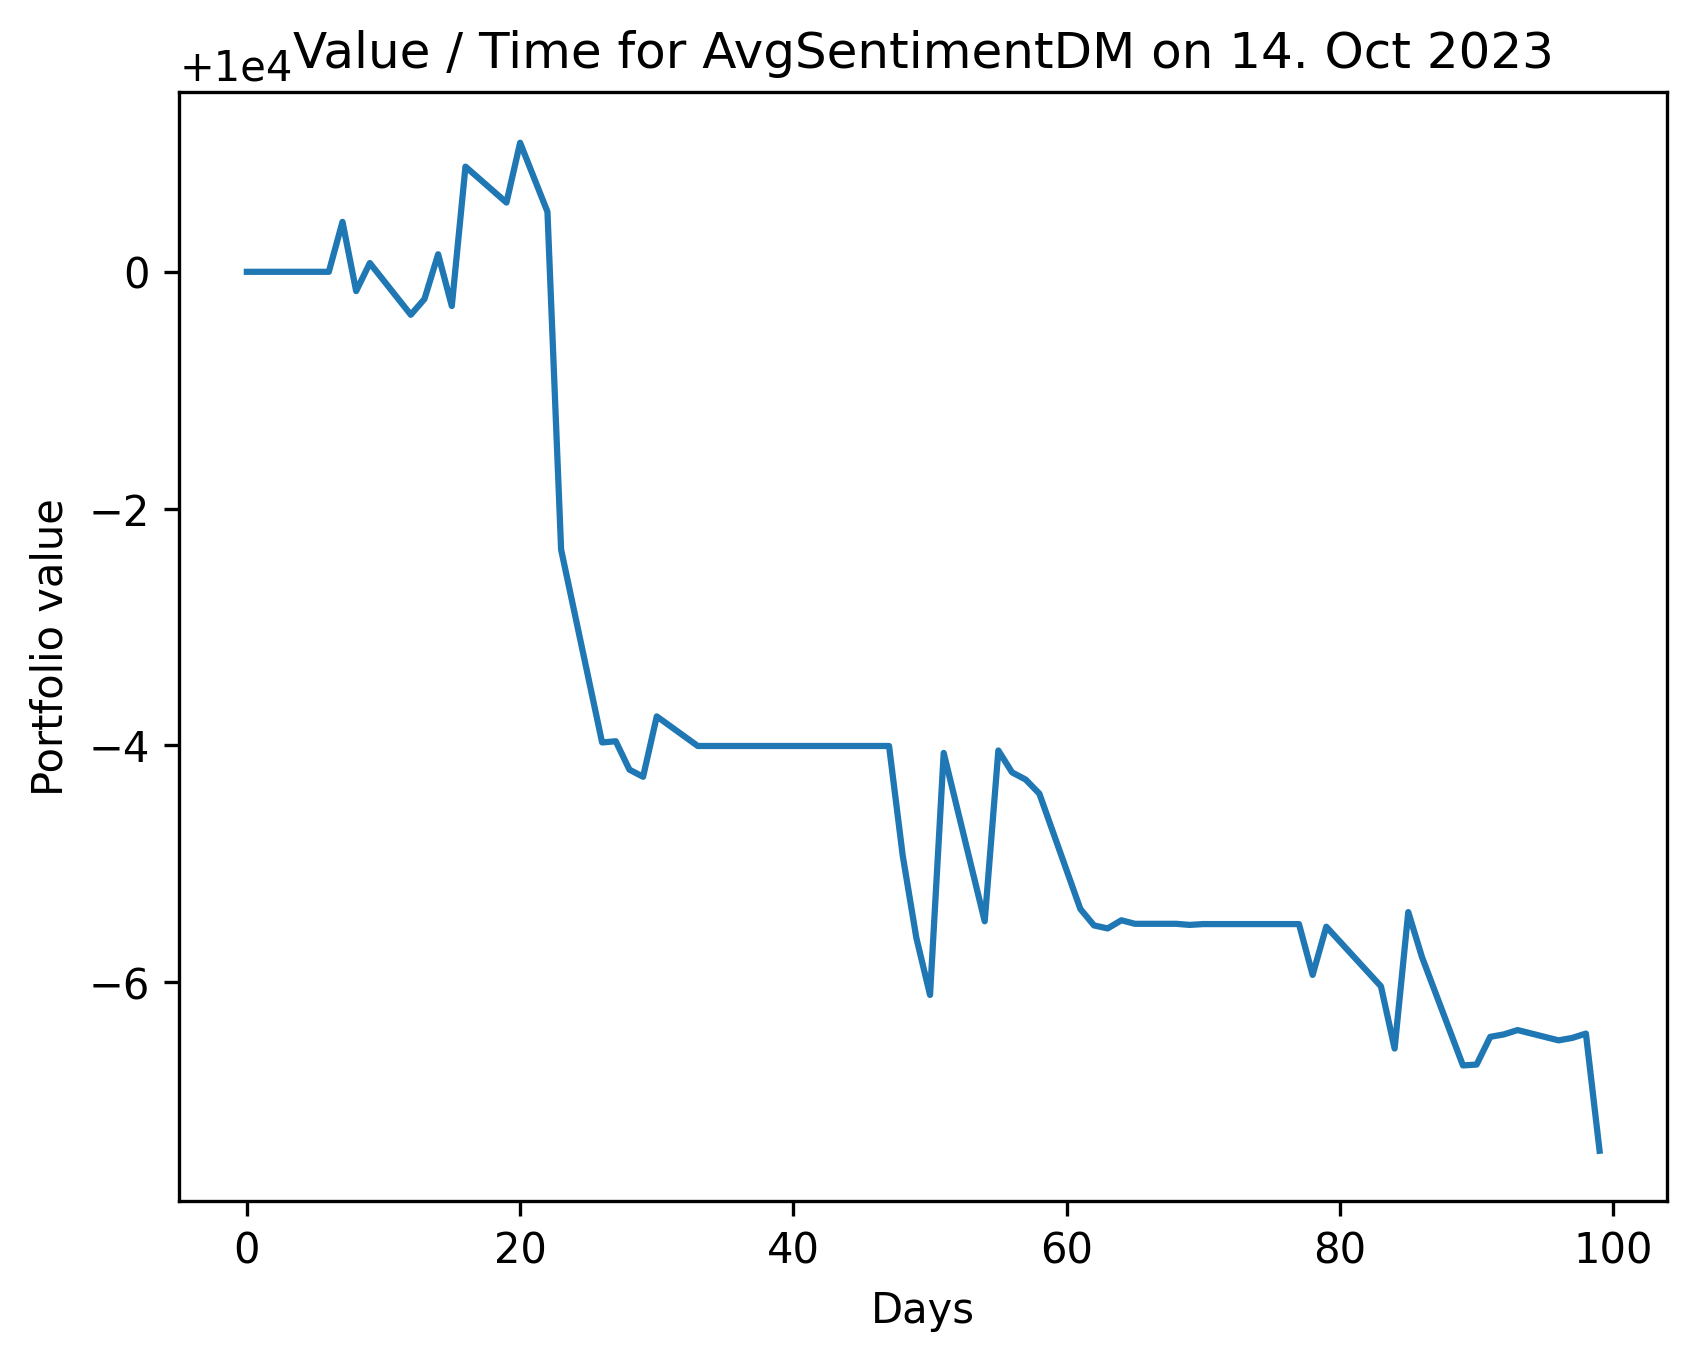 Value / Time for AvgSentimentDM on 14. Oct 2023
+1e4
0
−2
−4
−6
Portfolio value
0 20 40 60 80 100
Days